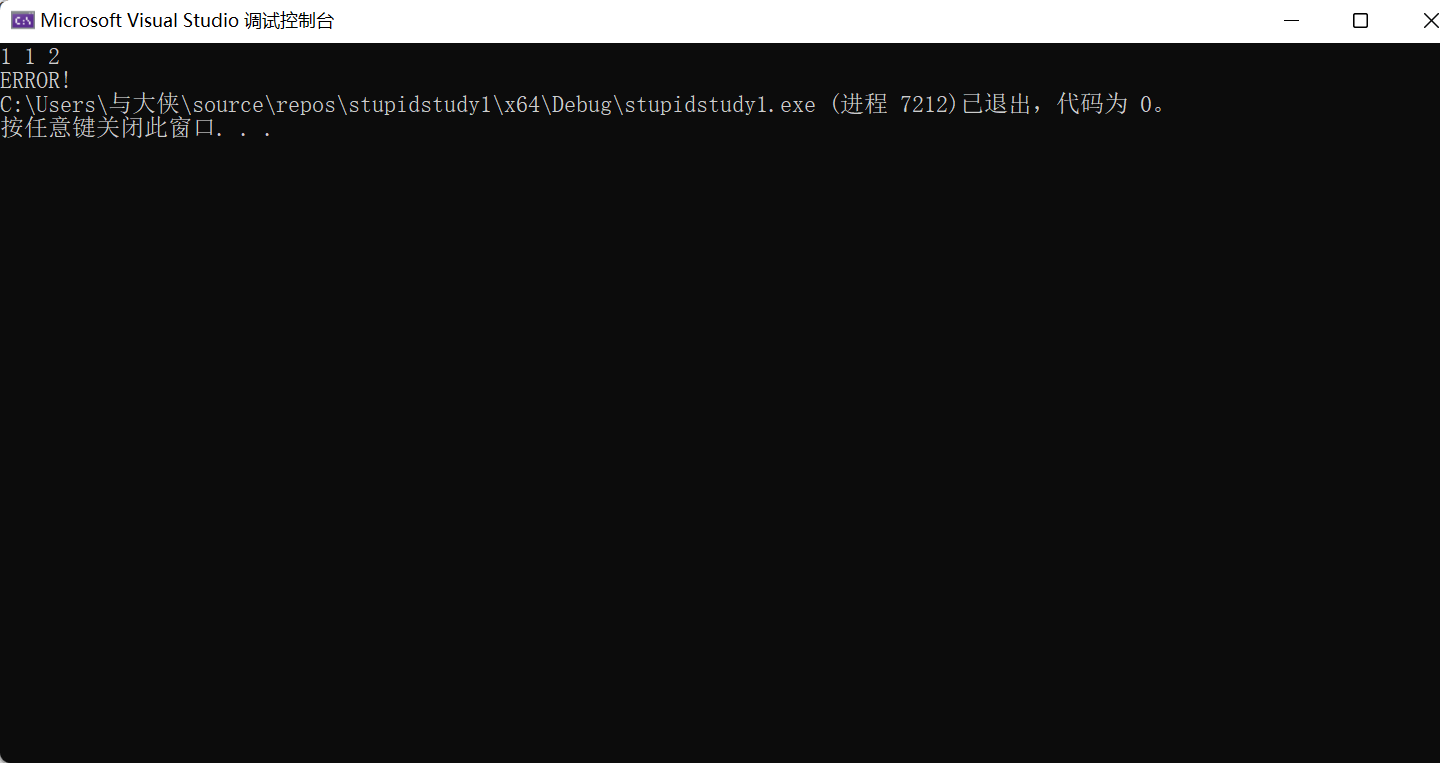 Microsoft Visual Studio 调试控制台
1 1 2
ERROR!
C:\Users\与大侠\source\repos\stupidstudy1\x64\Debug\stupidstudy1.exe (进程 7212)已退出，代码为 0。
按任意键关闭此窗口. . .